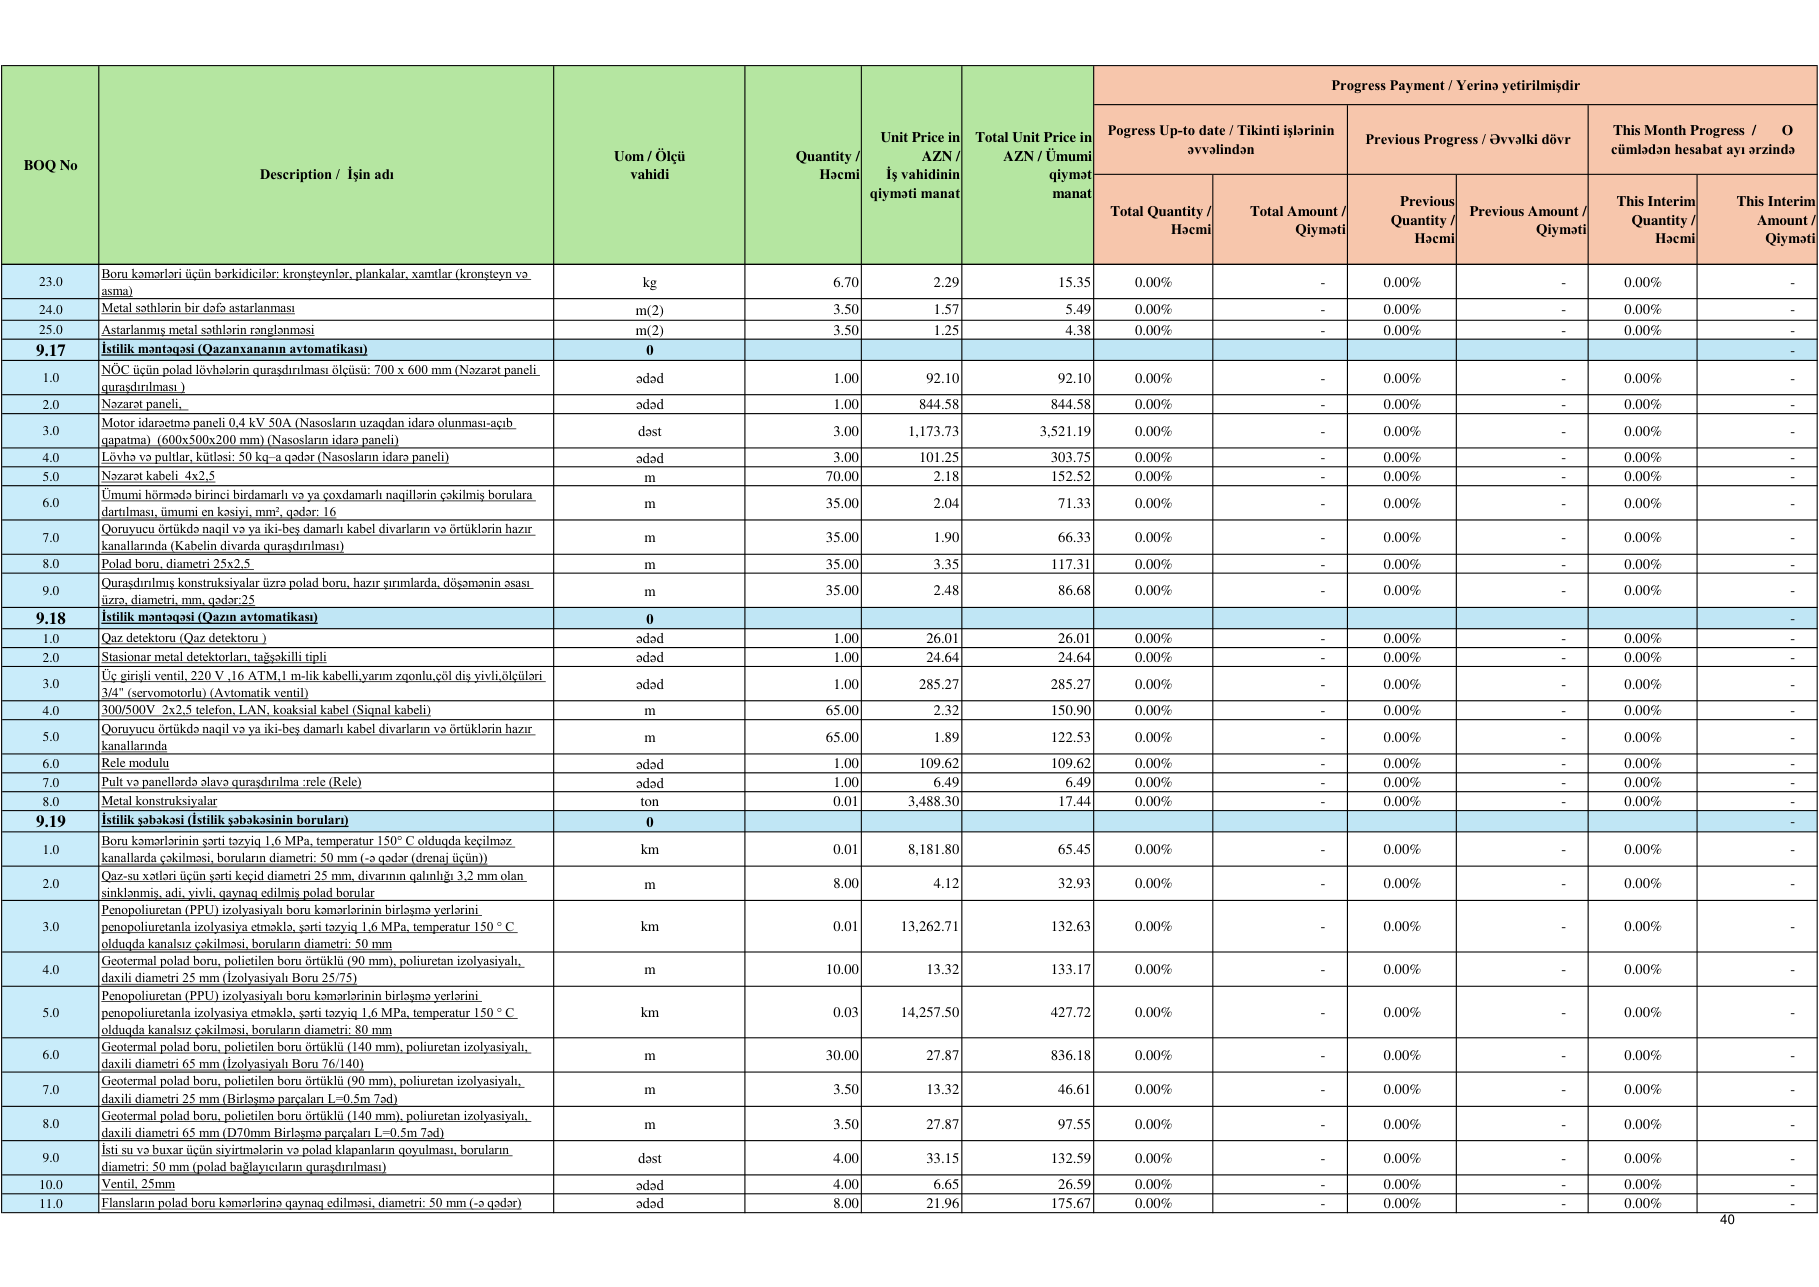 Progress Payment / Yerinə yetirilmişdir
BOQ No
Description / İşin adı
Uom / Ölçü
vahidi
Quantity /
Həcmi
Unit Price in
AZN /
İş vahidinin
qiyməti manat
Total Unit Price in
AZN / Ümumi
qiymət
manat
Pogress Up-to date / Tikinti işlərinin
əvvəlindən
Previous Progress / Əvvəlki dövr
This Month Progress / O
cümlədən hesabat ayı ərzində
Total Quantity /
Həcmi
Total Amount /
Qiyməti
Previous
Quantity /
Həcmi
Previous Amount /
Qiyməti
This Interim
Quantity /
Həcmi
This Interim
Amount /
Qiyməti
23.0 Boru kəmərləri üçün bərkidicilər: kronşteynlər, plankalar, xamtlar (kronşteyn və
asma) kg 6.70 2.29 15.35 0.00% - 0.00% - 0.00% -
24.0 Metal səthlərin bir dəfə astarlanması m(2) 3.50 1.57 5.49 0.00% - 0.00% - 0.00% -
25.0 Astarlanmış metal səthlərin rənglənməsi m(2) 3.50 1.25 4.38 0.00% - 0.00% - 0.00% -
9.17 İstilik məntəqəsi (Qazanxananın avtomatikası) 0 -
1.0 NÖC üçün polad lövhələrin quraşdırılması ölçüsü: 700 x 600 mm (Nəzarət paneli
quraşdırılması ) ədəd 1.00 92.10 92.10 0.00% - 0.00% - 0.00% -
2.0 Nəzarət paneli, ədəd 1.00 844.58 844.58 0.00% - 0.00% - 0.00% -
3.0 Motor idarəetmə paneli 0,4 kV 50A (Nasosların uzaqdan idarə olunması-açıb
qapatma) (600x500x200 mm) (Nasosların idarə paneli) dəst 3.00 1,173.73 3,521.19 0.00% - 0.00% - 0.00% -
4.0 Lövhə və pultlar, kütləsi: 50 kq–a qədər (Nasosların idarə paneli) ədəd 3.00 101.25 303.75 0.00% - 0.00% - 0.00% -
5.0 Nəzarət kabeli 4x2,5 m 70.00 2.18 152.52 0.00% - 0.00% - 0.00% -
6.0 Ümumi hörmədə birinci birdamarlı və ya çoxdamarlı naqillərin çəkilmiş borulara
dartılması, ümumi en kəsiyi, mm², qədər: 16 m 35.00 2.04 71.33 0.00% - 0.00% - 0.00% -
7.0 Qoruyucu örtükdə naqil və ya iki-beş damarlı kabel divarların və örtüklərin hazır
kanallarında (Kabelin divarda quraşdırılması) m 35.00 1.90 66.33 0.00% - 0.00% - 0.00% -
8.0 Polad boru, diametri 25x2,5 m 35.00 3.35 117.31 0.00% - 0.00% - 0.00% -
9.0 Quraşdırılmış konstruksiyalar üzrə polad boru, hazır şırımlarda, döşəmənin əsası
üzrə, diametri, mm, qədər:25 m 35.00 2.48 86.68 0.00% - 0.00% - 0.00% -
9.18 İstilik məntəqəsi (Qazın avtomatikası) 0 -
1.0 Qaz detektoru (Qaz detektoru ) ədəd 1.00 26.01 26.01 0.00% - 0.00% - 0.00% -
2.0 Stasionar metal detektorları, tağşəkilli tipli ədəd 1.00 24.64 24.64 0.00% - 0.00% - 0.00% -
3.0 Üç girişli ventil, 220 V ,16 ATM,1 m-lik kabelli,yarım zqonlu,çöl diş yivli,ölçüləri
3/4" (servomotorlu) (Avtomatik ventil) ədəd 1.00 285.27 285.27 0.00% - 0.00% - 0.00% -
4.0 300/500V 2x2,5 telefon, LAN, koaksial kabel (Siqnal kabeli) m 65.00 2.32 150.90 0.00% - 0.00% - 0.00% -
5.0 Qoruyucu örtükdə naqil və ya iki-beş damarlı kabel divarların və örtüklərin hazır
kanallarında m 65.00 1.89 122.53 0.00% - 0.00% - 0.00% -
6.0 Rele modulu ədəd 1.00 109.62 109.62 0.00% - 0.00% - 0.00% -
7.0 Pult və panellərdə əlavə quraşdırılma :rele (Rele) ədəd 1.00 6.49 6.49 0.00% - 0.00% - 0.00% -
8.0 Metal konstruksiyalar ton 0.01 3,488.30 17.44 0.00% - 0.00% - 0.00% -
9.19 İstilik şəbəkəsi (İstilik şəbəkəsinin boruları) 0 -
1.0 Boru kəmərlərinin şərti təzyiq 1,6 MPa, temperatur 150° C olduqda keçilməz
kanallarda çəkilməsi, boruların diametri: 50 mm (-ə qədər (drenaj üçün)) km 0.01 8,181.80 65.45 0.00% - 0.00% - 0.00% -
2.0 Qaz-su xətləri üçün şərti keçid diametri 25 mm, divarının qalınlığı 3,2 mm olan
sinklənmiş, adi, yivli, qaynaq edilmiş polad borular m 8.00 4.12 32.93 0.00% - 0.00% - 0.00% -
3.0 Penopoliuretan (PPU) izolyasiyalı boru kəmərlərinin birləşmə yerlərini
penopoliuretanla izolyasiya etməklə, şərti təzyiq 1,6 MPa, temperatur 150 ° C
olduqda kanalsız çəkilməsi, boruların diametri: 50 mm km 0.01 13,262.71 132.63 0.00% - 0.00% - 0.00% -
4.0 Geotermal polad boru, polietilen boru örtüklü (90 mm), poliuretan izolyasiyalı,
daxili diametri 25 mm (İzolyasiyalı Boru 25/75) m 10.00 13.32 133.17 0.00% - 0.00% - 0.00% -
5.0 Penopoliuretan (PPU) izolyasiyalı boru kəmərlərinin birləşmə yerlərini
penopoliuretanla izolyasiya etməklə, şərti təzyiq 1,6 MPa, temperatur 150 ° C
olduqda kanalsız çəkilməsi, boruların diametri: 80 mm km 0.03 14,257.50 427.72 0.00% - 0.00% - 0.00% -
6.0 Geotermal polad boru, polietilen boru örtüklü (140 mm), poliuretan izolyasiyalı,
daxili diametri 65 mm (İzolyasiyalı Boru 76/140) m 30.00 27.87 836.18 0.00% - 0.00% - 0.00% -
7.0 Geotermal polad boru, polietilen boru örtüklü (90 mm), poliuretan izolyasiyalı,
daxili diametri 25 mm (Birləşmə parçaları L=0.5m 7əd) m 3.50 13.32 46.61 0.00% - 0.00% - 0.00% -
8.0 Geotermal polad boru, polietilen boru örtüklü (140 mm), poliuretan izolyasiyalı,
daxili diametri 65 mm (D70mm Birləşmə parçaları L=0.5m 7əd) m 3.50 27.87 97.55 0.00% - 0.00% - 0.00% -
9.0 İsti su və buxar üçün siyirtmələrin və polad klapanların qoyulması, boruların
diametri: 50 mm (polad bağlayıcıların quraşdırılması) dəst 4.00 33.15 132.59 0.00% - 0.00% - 0.00% -
10.0 Ventil, 25mm ədəd 4.00 6.65 26.59 0.00% - 0.00% - 0.00% -
11.0 Flansların polad boru kəmərlərinə qaynaq edilməsi, diametri: 50 mm (-ə qədər) ədəd 8.00 21.96 175.67 0.00% - 0.00% - 0.00% -
40